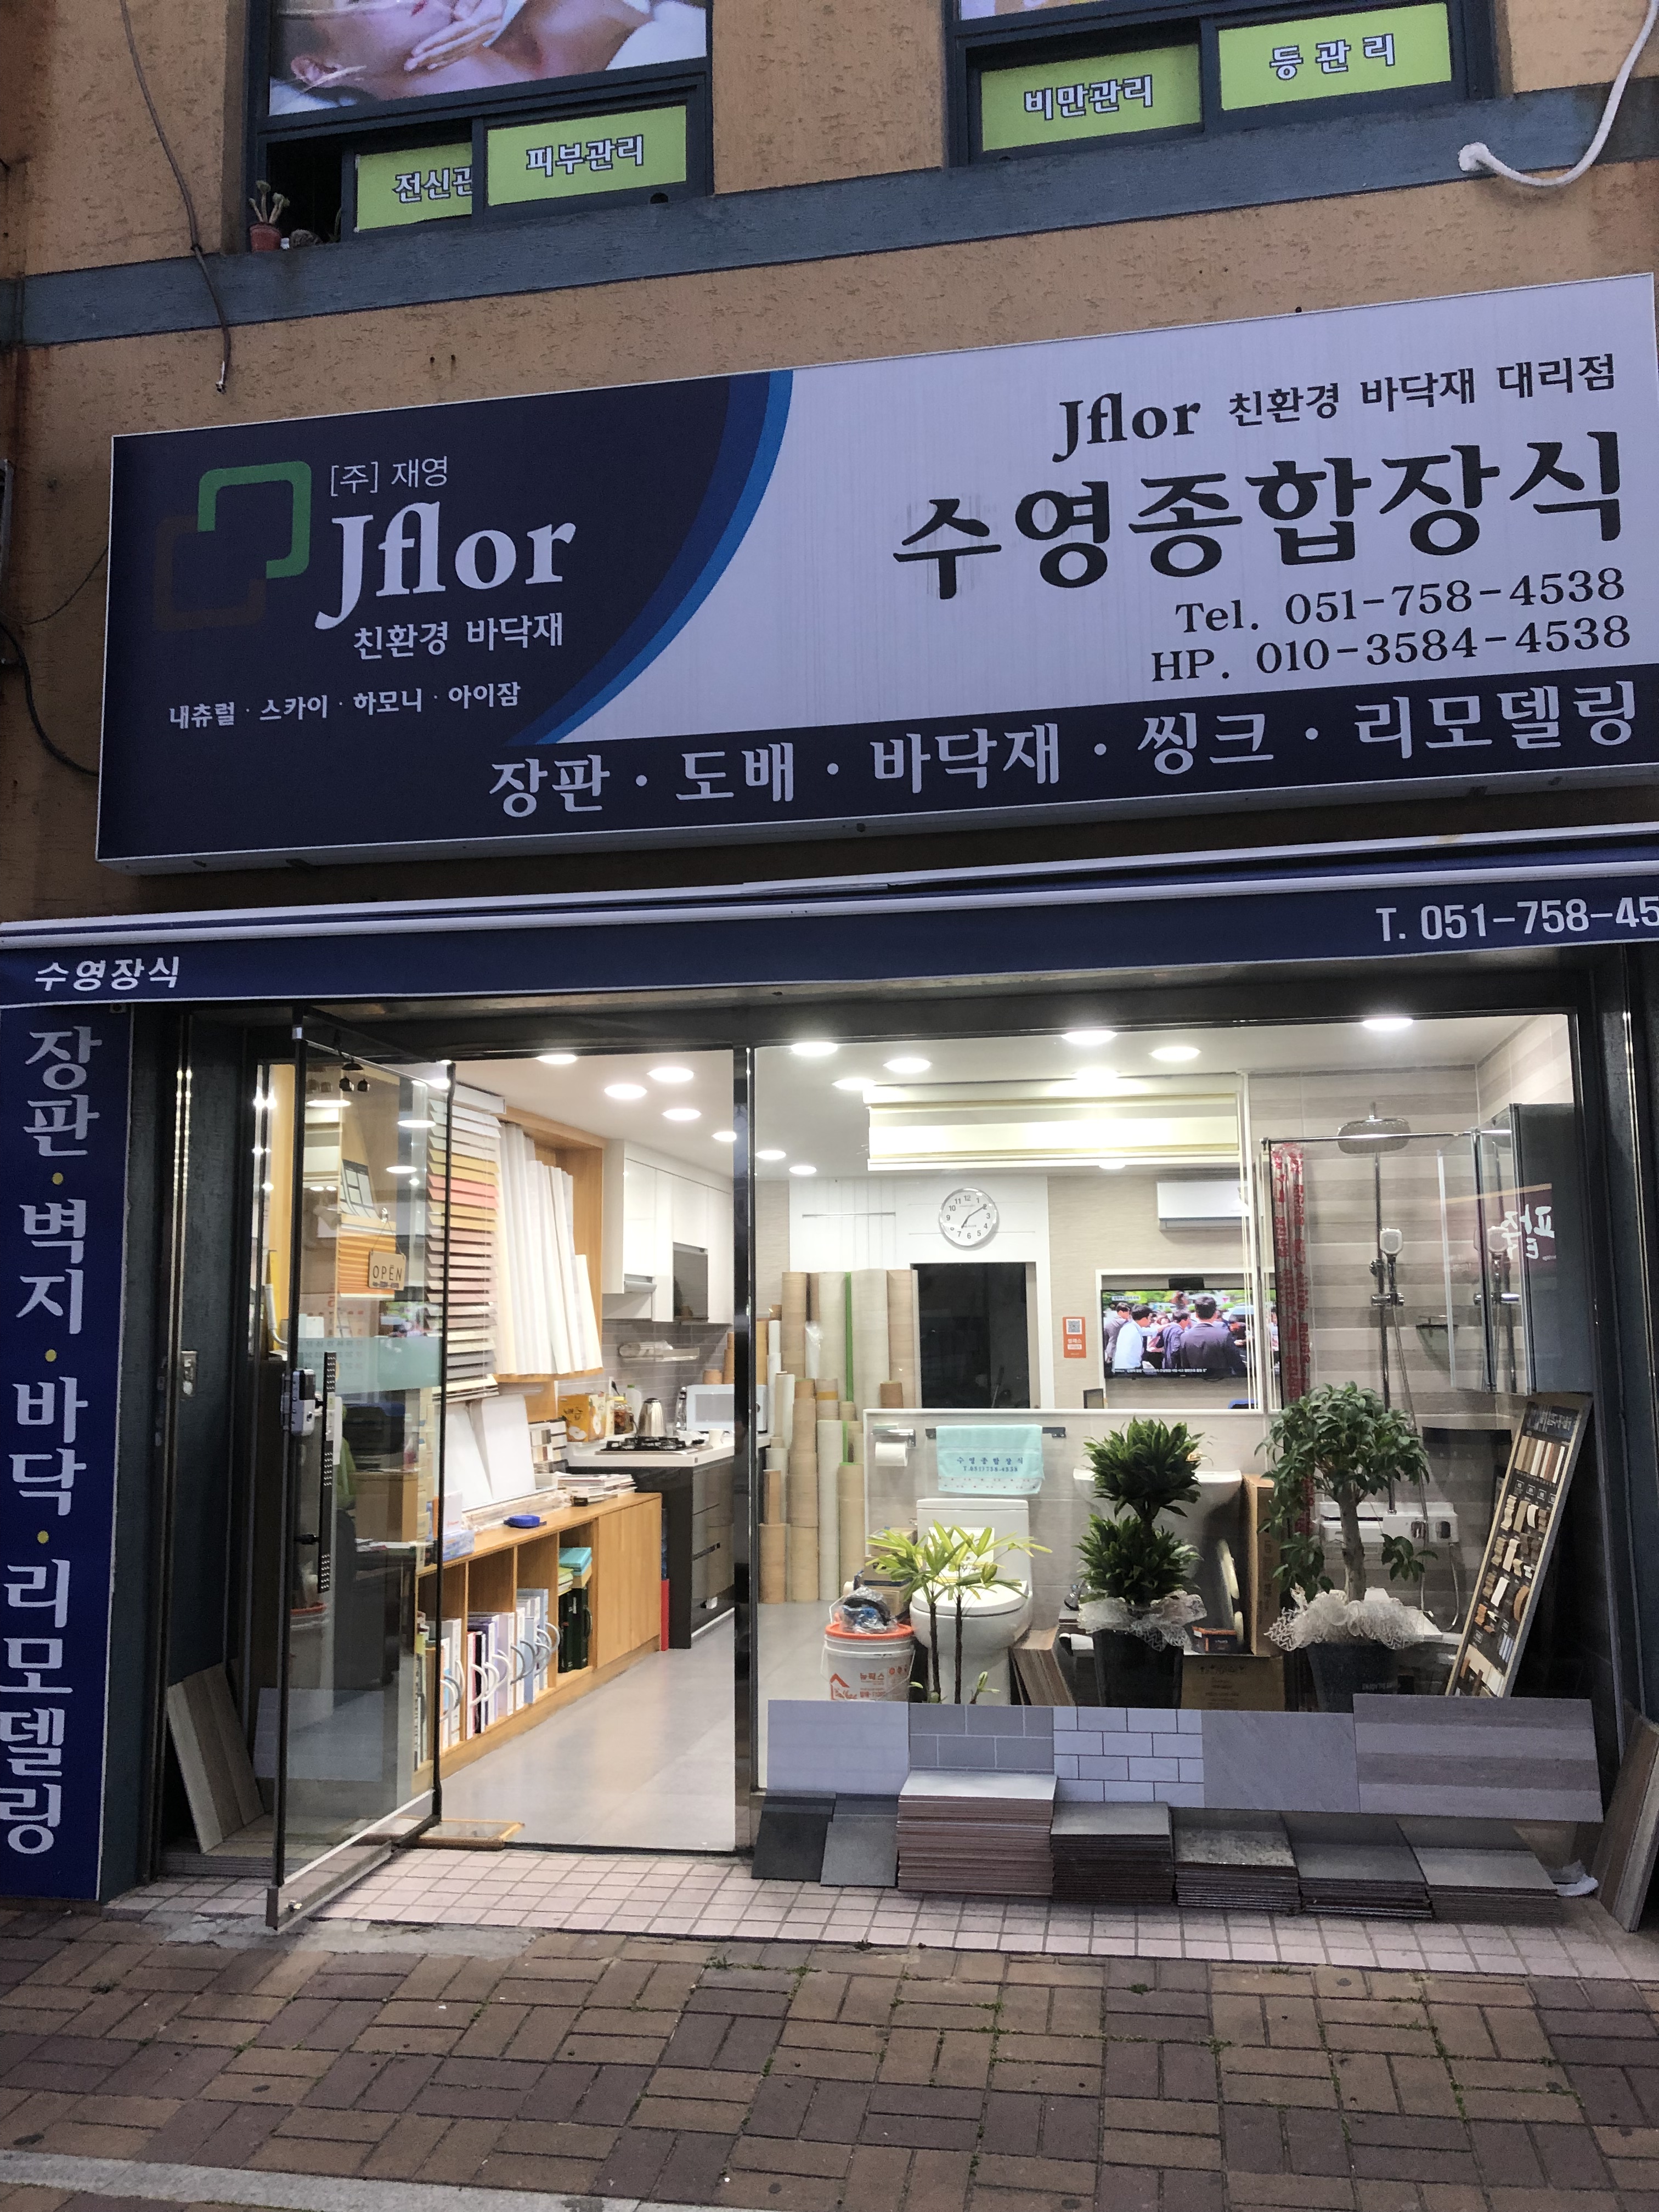 비만관리
등관리
전신관
피부관리
[주] 재영
Jflor
친환경 바닥재
내츄럴 · 스카이 · 하모니 · 아이잠
Jflor 친환경 바닥재 대리점
수영종합장식
Tel. 051-758-4538
HP. 010-3584-4538
장판 · 도배 · 바닥재 · 씽크 · 리모델링
수영장식
T. 051-758-45
장판 · 벽지 · 바닥 · 리모델링
OPEN
수영종합장식
T.051)758-4538